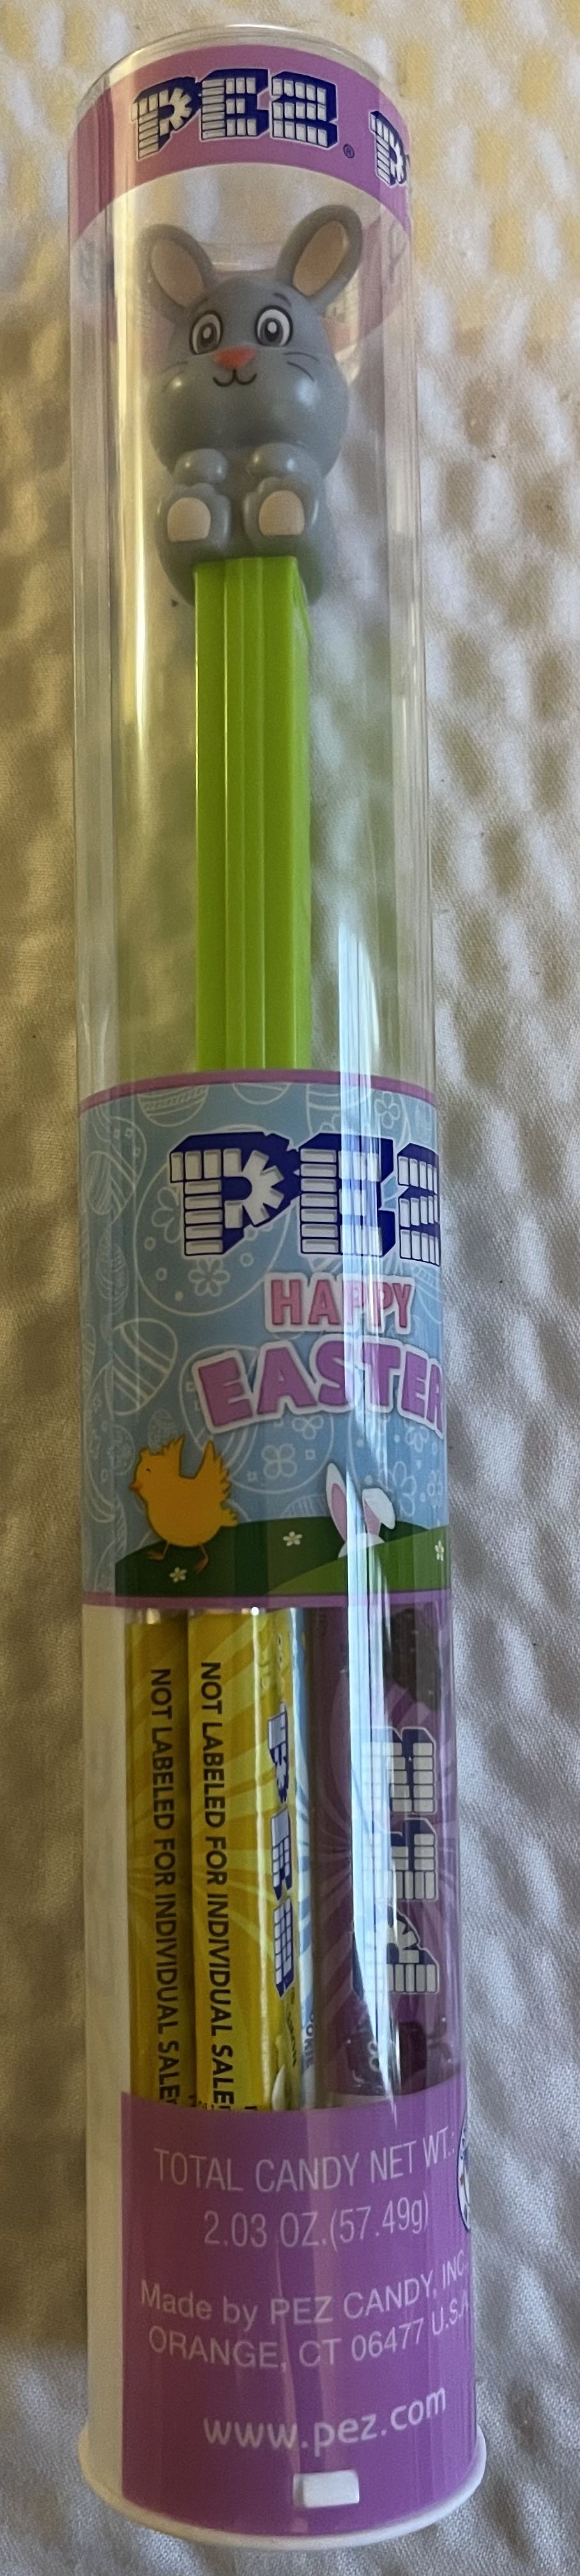 PEZ ® P
PEZ
HAPPY
EASTER
NOT LABELED FOR INDIVIDUAL SALE
NOT LABELED FOR INDIVIDUAL SALE
PEZ
PEZ
TOTAL CANDY NET WT.:
2.03 OZ.(57.49g)
Made by PEZ CANDY, INC.
ORANGE, CT 06477 U.S.A.
www.pez.com